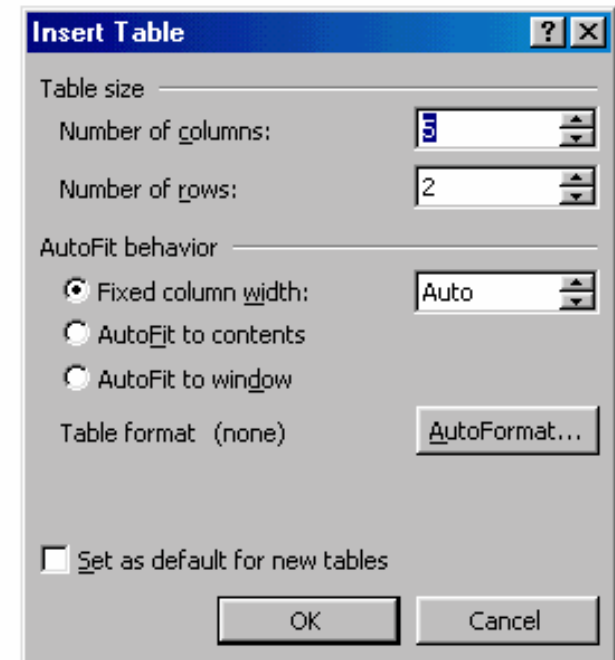 Insert Table
Table size
Number of columns: 5
Number of rows: 2
AutoFit behavior
Fixed column width: Auto
AutoFit to contents
AutoFit to window
Table format (none) AutoFormat...
Set as default for new tables
OK Cancel